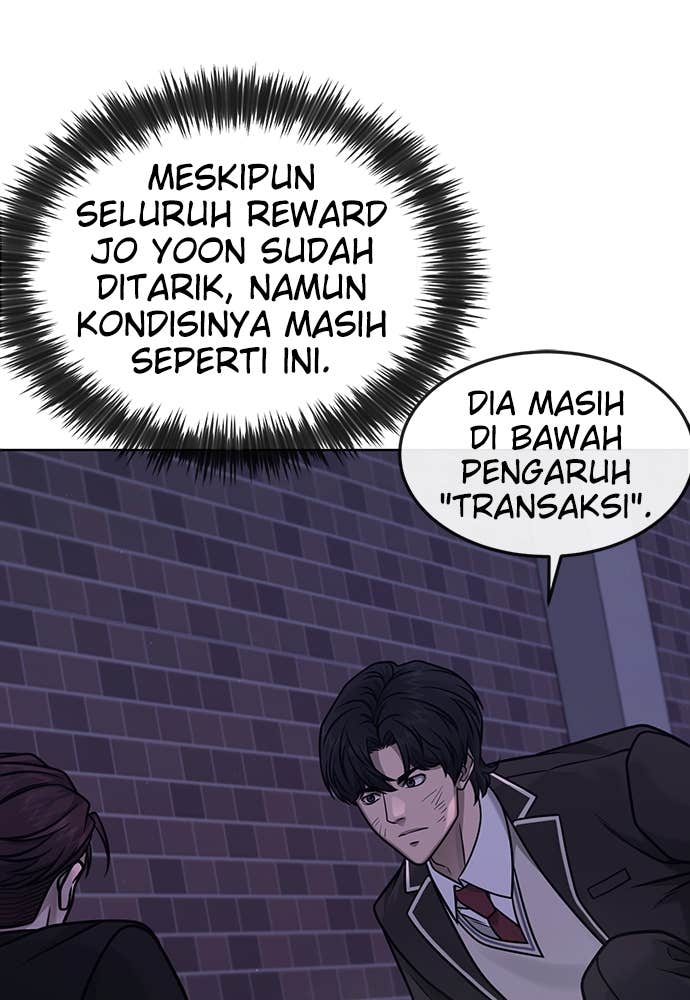 MESKIPUN
SELURUH REWARD
JO YOON SUDAH
DITARIK, NAMUN
KONDISINYA MASIH
SEPERTI INI.
DIA MASIH
DI BAWAH
PENGARUH
"TRANSAKSI".